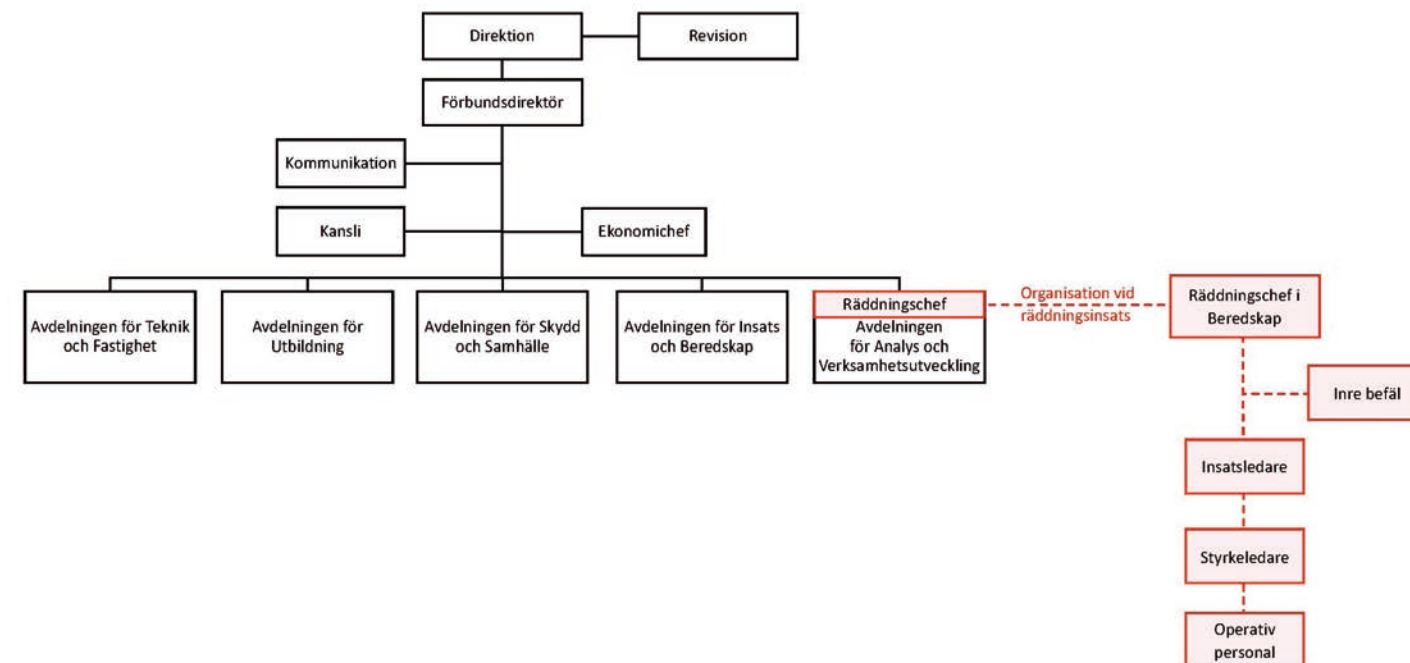 Direktion
Revision
Förbundsdirektör
Kommunikation
Kansli
Ekonomichef
Avdelningen för Teknik
och Fastighet
Avdelningen för
Utbildning
Avdelningen för Skydd
och Samhälle
Avdelningen för Insats
och Beredskap
Räddningschef
Avdelningen
för Analys och
Verksamhetsutveckling
Organisation vid
räddningsinsats
Räddningschef i
Beredskap
Inre befäl
Insatsledare
Styrkeledare
Operativ
personal